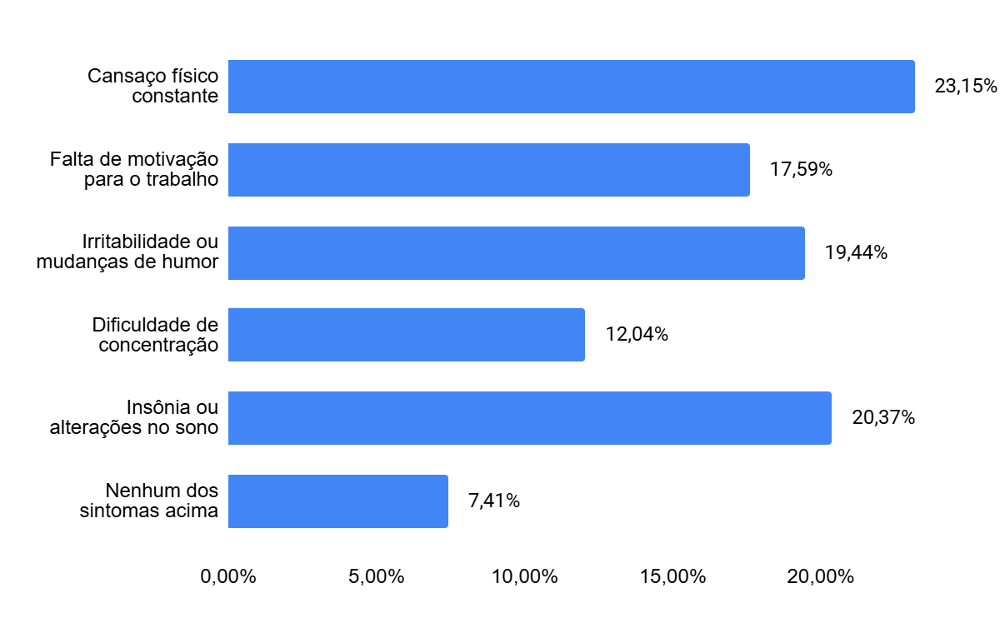 Cansaço físico
constante
23,15%
Falta de motivação
para o trabalho
17,59%
Irritabilidade ou
mudanças de humor
19,44%
Dificuldade de
concentração
12,04%
Insônia ou
alterações no sono
20,37%
Nenhum dos
sintomas acima
7,41%
0,00% 5,00% 10,00% 15,00% 20,00%